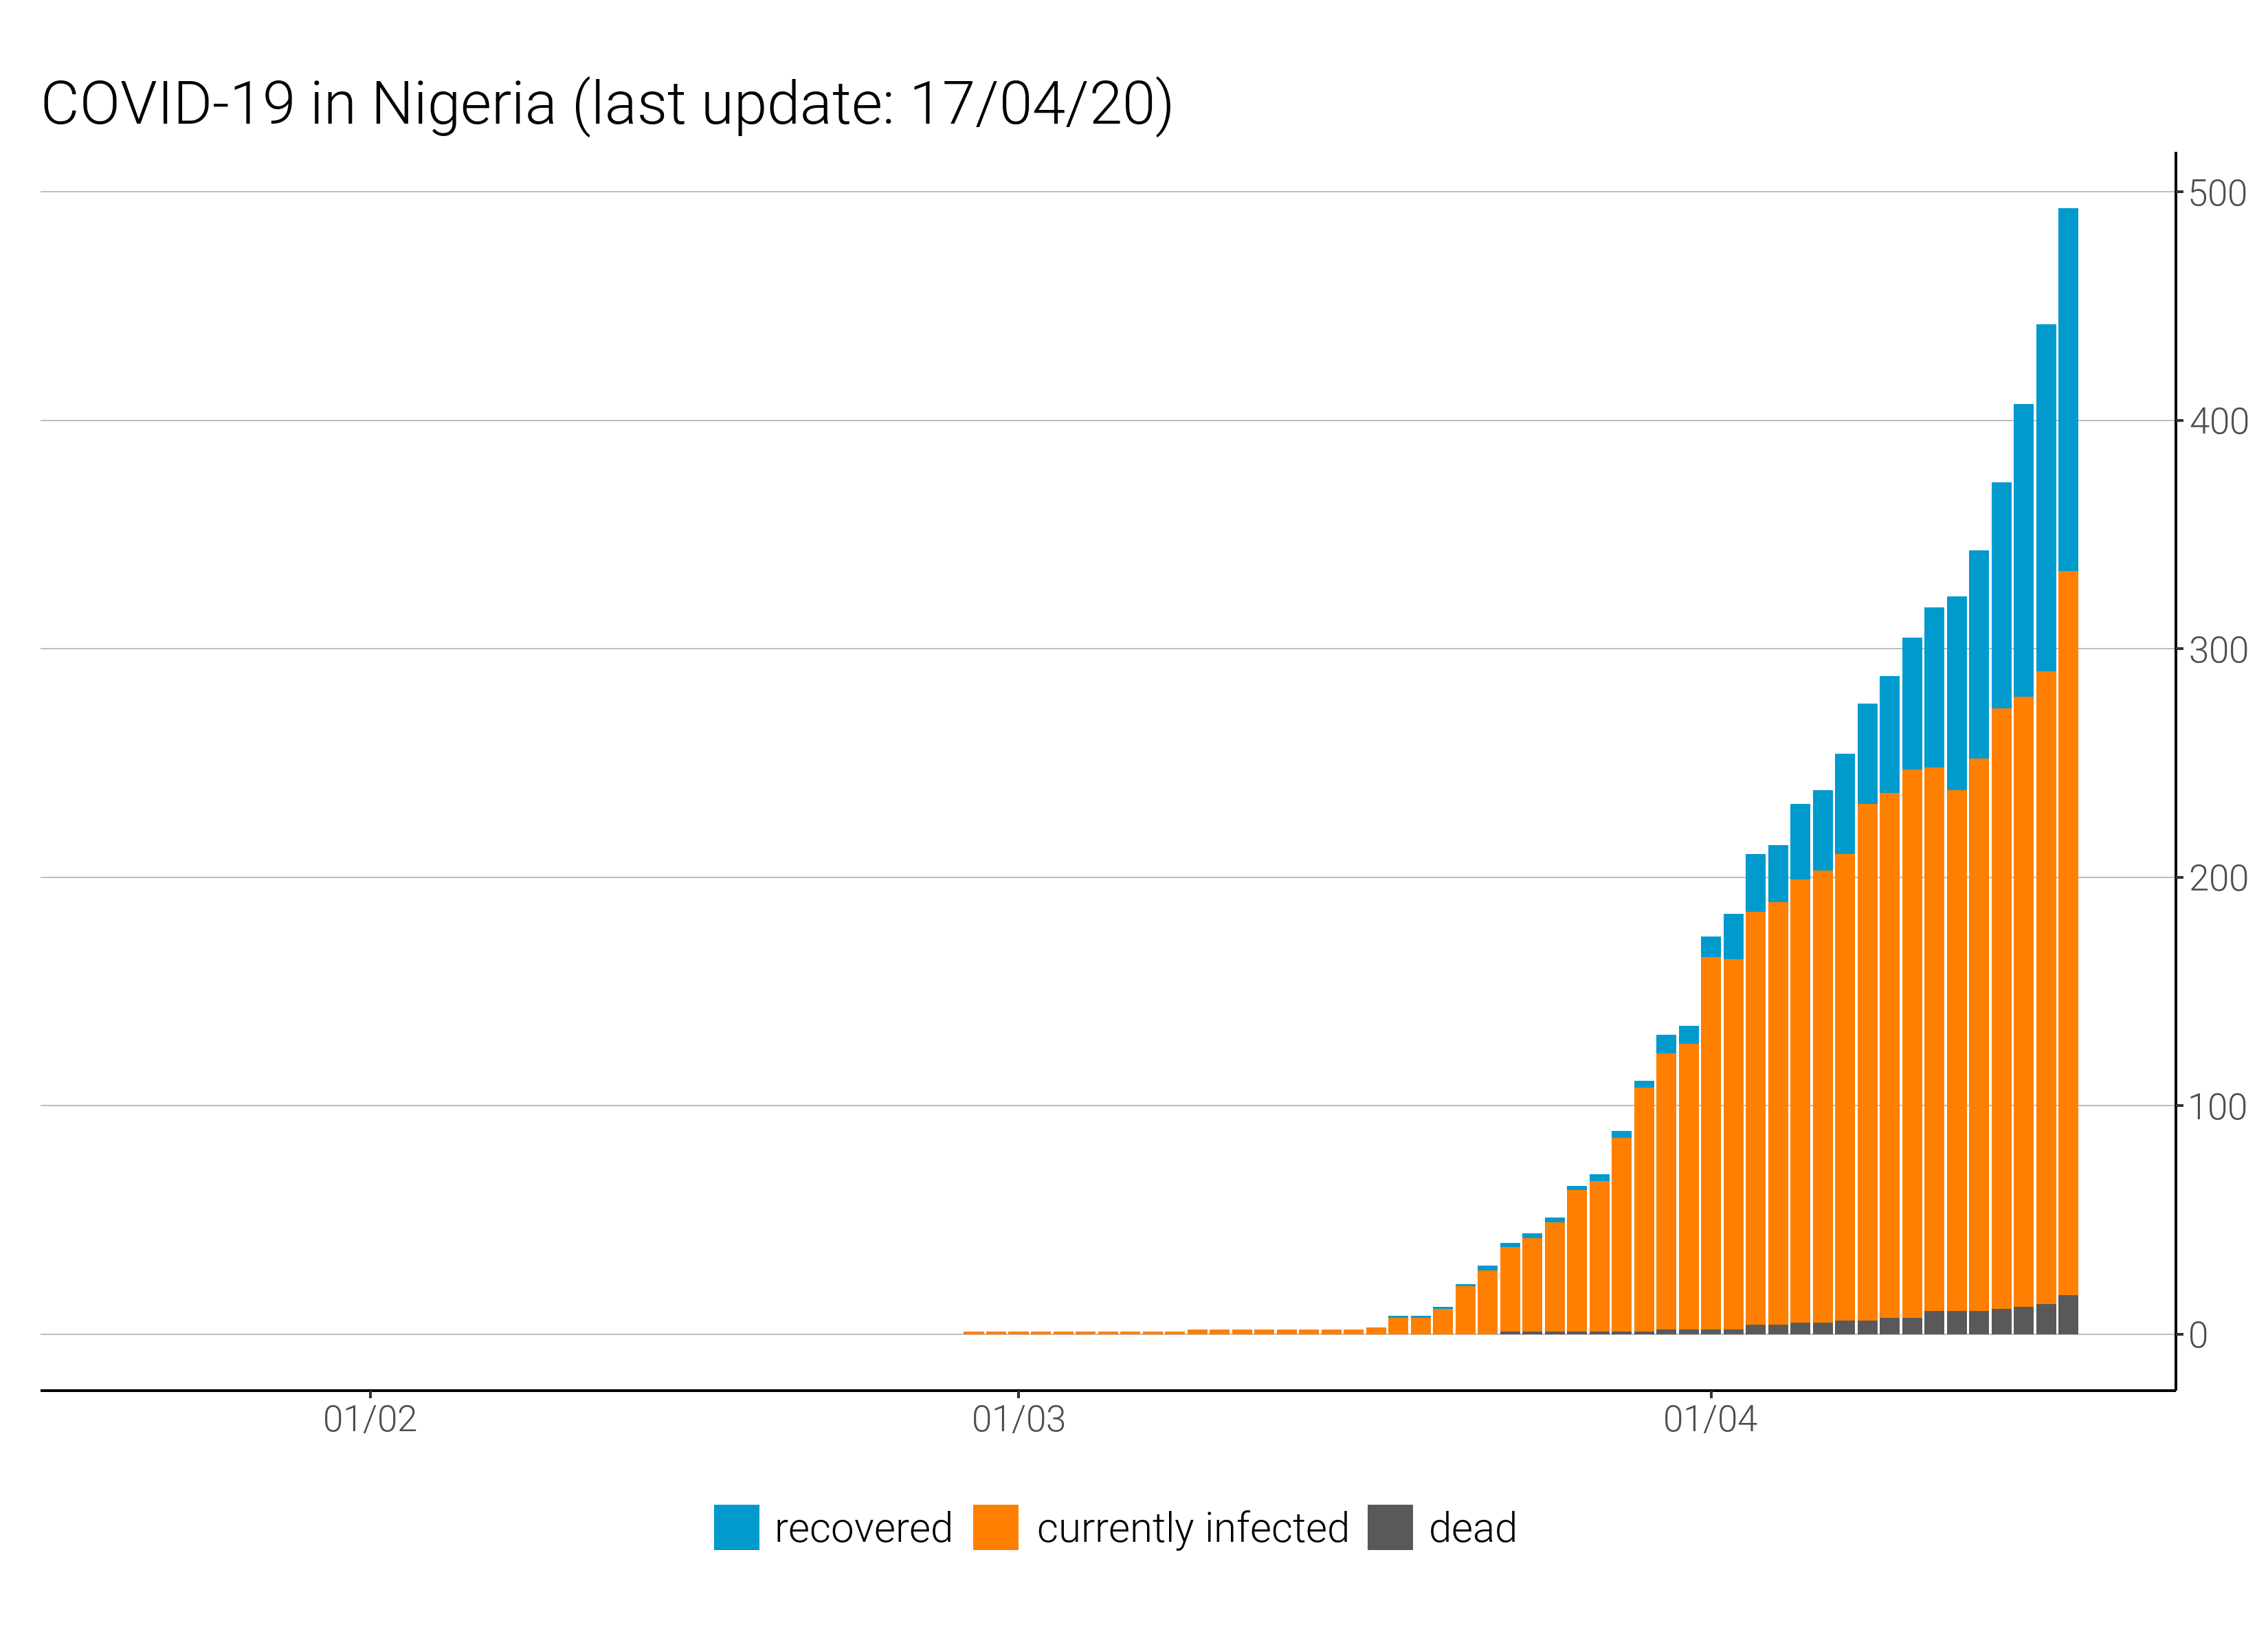 COVID-19 in Nigeria (last update: 17/04/20)
500
400
300
200
100
0
01/02 01/03 01/04
recovered currently infected dead